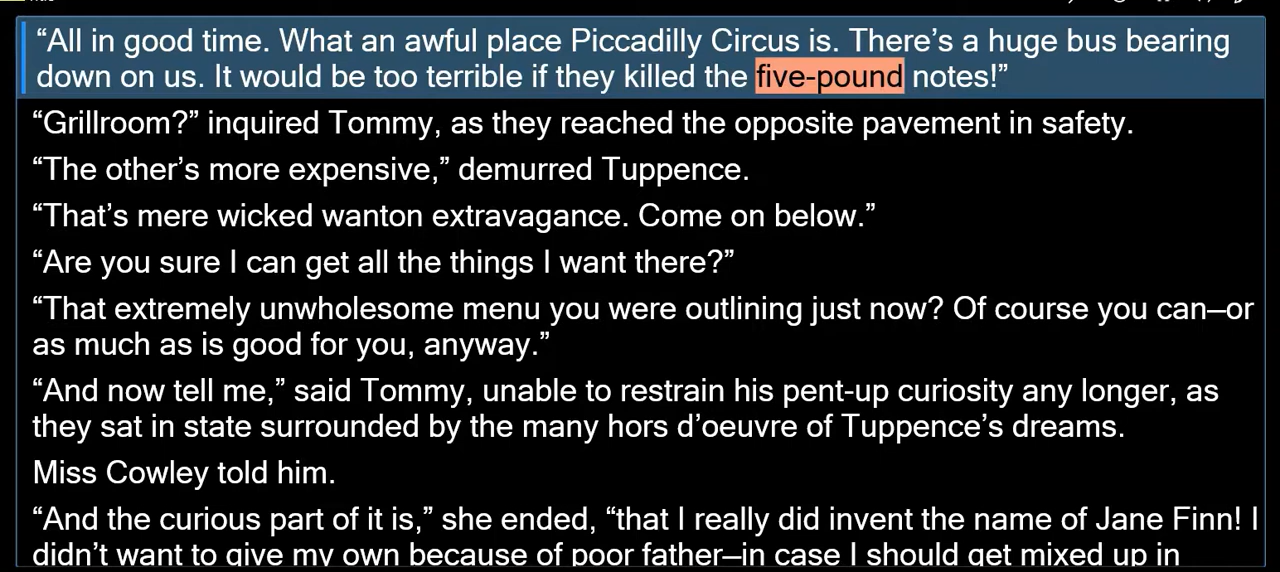 “All in good time. What an awful place Piccadilly Circus is. There’s a huge bus bearing
down on us. It would be too terrible if they killed the five-pound notes!”
“Grillroom?” inquired Tommy, as they reached the opposite pavement in safety.
“The other’s more expensive,” demurred Tuppence.
“That’s mere wicked wanton extravagance. Come on below.”
“Are you sure I can get all the things I want there?”
“That extremely unwholesome menu you were outlining just now? Of course you can—or
as much as is good for you, anyway.”
“And now tell me,” said Tommy, unable to restrain his pent-up curiosity any longer, as
they sat in state surrounded by the many hors d’oeuvre of Tuppence’s dreams.
Miss Cowley told him.
“And the curious part of it is,” she ended, “that I really did invent the name of Jane Finn! I
didn’t want to give my own because of poor father—in case I should get mixed up in